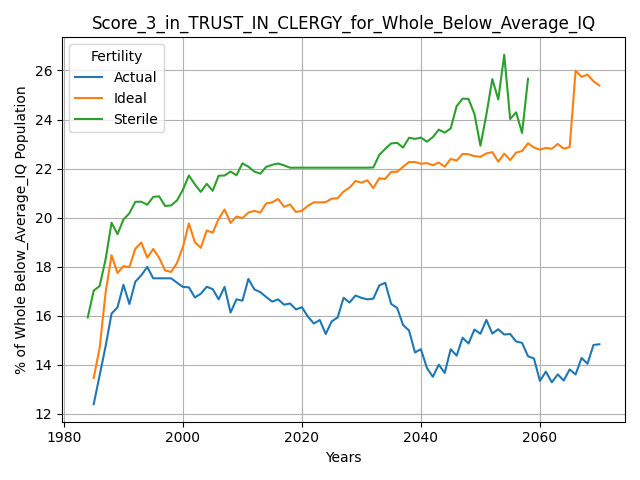 Score_3_in_TRUST_IN_CLERGY_for_Whole_Below_Average_IQ
Fertility
Actual
Ideal
Sterile
% of Whole Below_Average_IQ Population
26
24
22
20
18
16
14
12
1980 2000 2020 2040 2060
Years